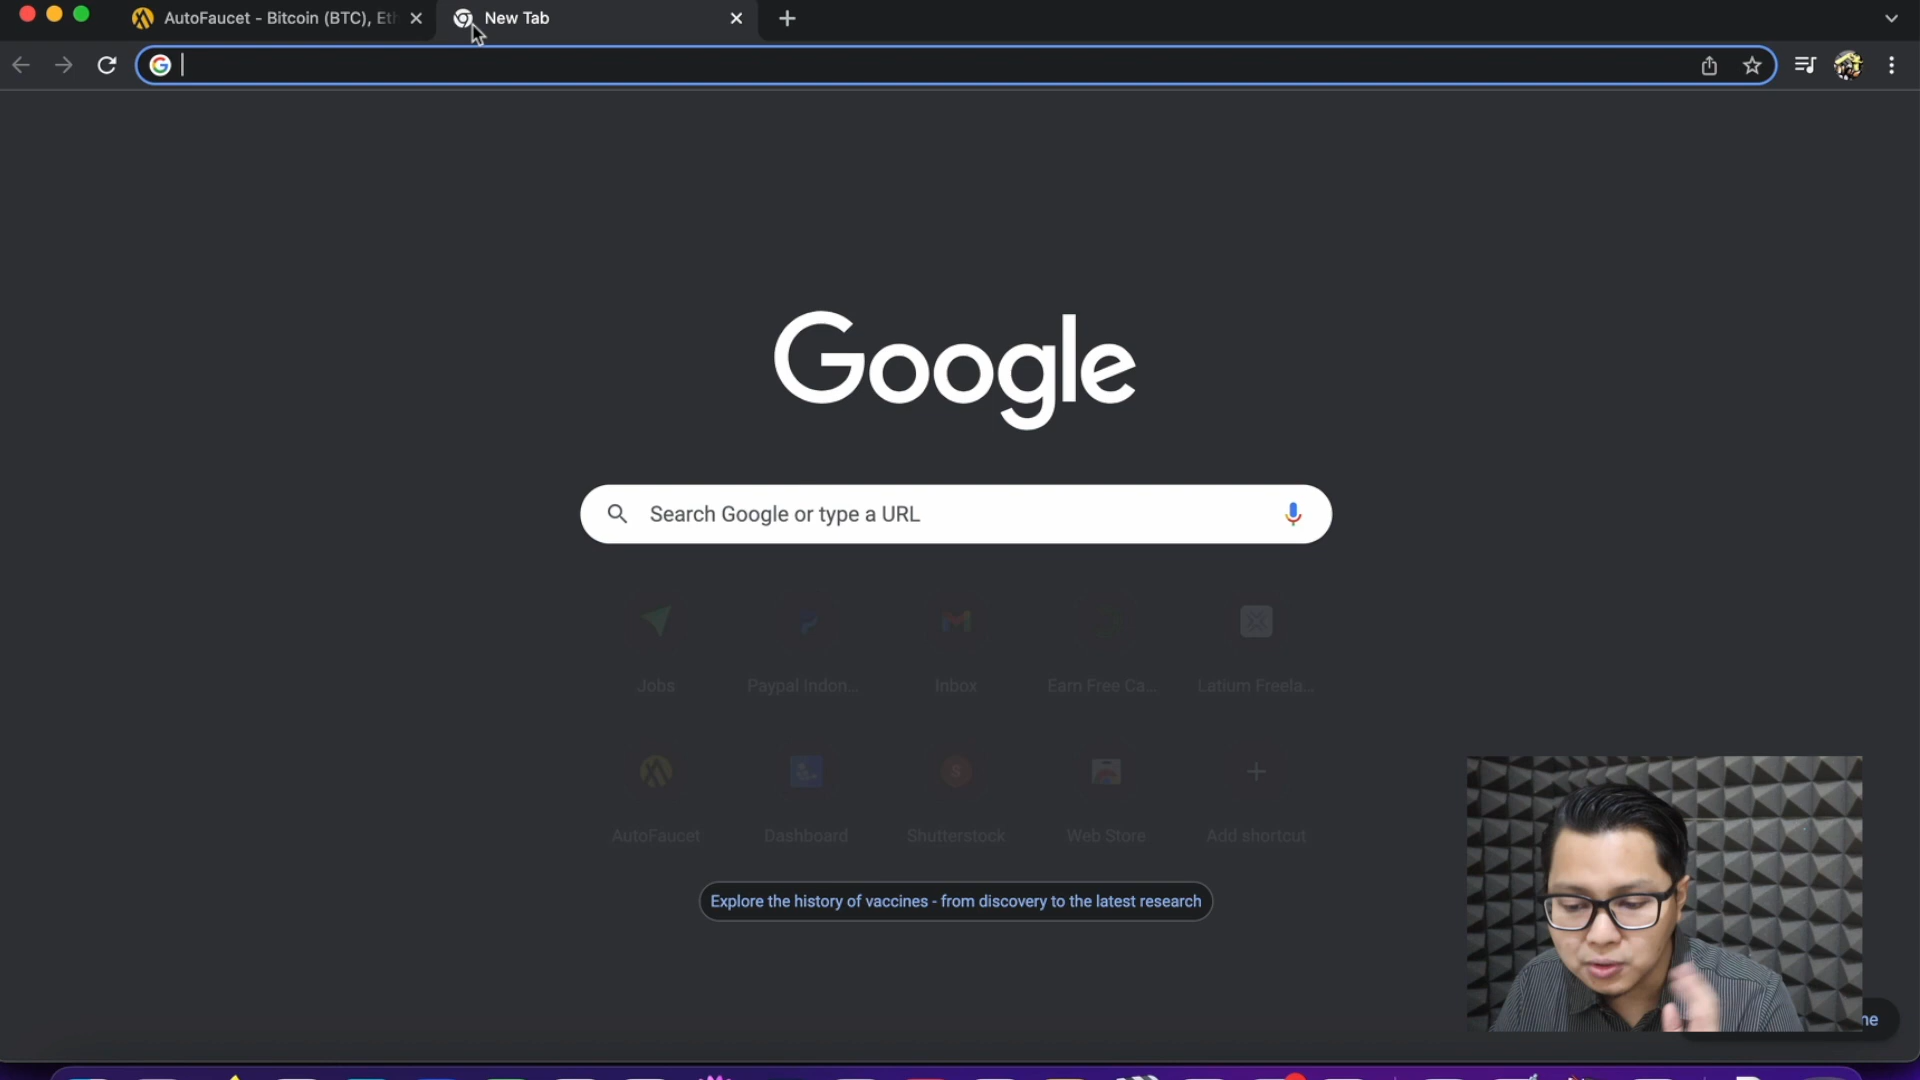 AutoFaucet - Bitcoin (BTC), Eth
New Tab
Google
Search Google or type a URL
Jobs
Paypal Indon...
Inbox
Earn Free Ca...
Latium Freela...
AutoFaucet
Dashboard
Shutterstock
Web Store
Add shortcut
Explore the history of vaccines - from discovery to the latest research